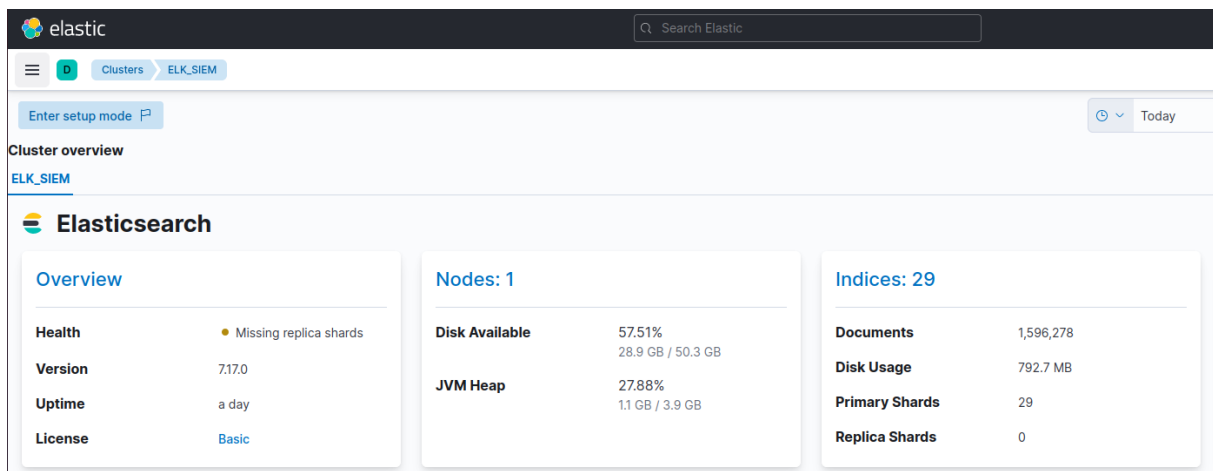 elastic
Search Elastic
D
Clusters
ELK_SIEM
Enter setup mode
Today
Cluster overview
ELK_SIEM
Elasticsearch
Overview
Health
Missing replica shards
Version
7.17.0
Uptime
a day
License
Basic
Nodes: 1
Disk Available
57.51%
28.9 GB / 50.3 GB
JVM Heap
27.88%
1.1 GB / 3.9 GB
Indices: 29
Documents
1,596,278
Disk Usage
792.7 MB
Primary Shards
29
Replica Shards
0